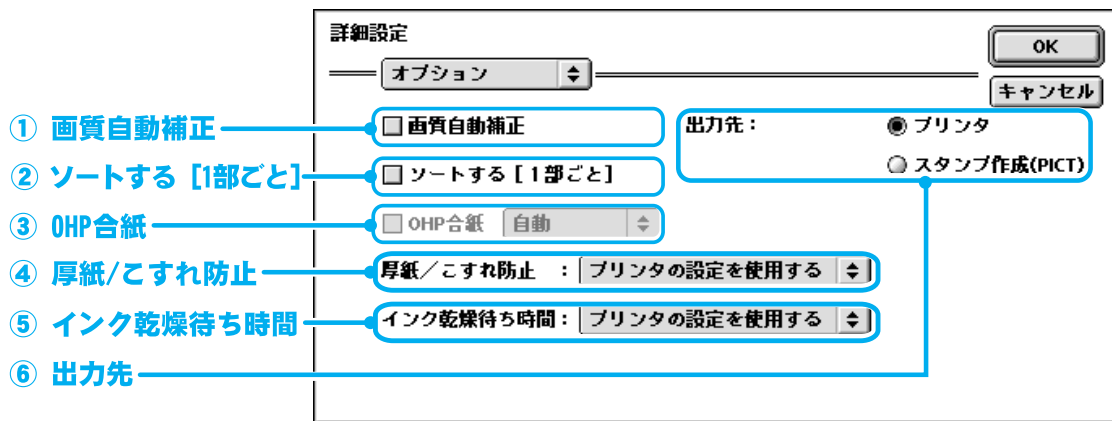 詳細設定
オプション
OK
キャンセル
① 画質自動補正
画質自動補正
出力先：
プリンタ
スタンプ作成(PICT)
② ソートする [1部ごと]
ソートする [ 1部ごと ]
③ OHP合紙
OHP合紙 自動
④ 厚紙/こすれ防止
厚紙／こすれ防止 ： プリンタの設定を使用する
⑤ インク乾燥待ち時間
インク乾燥待ち時間： プリンタの設定を使用する
⑥ 出力先